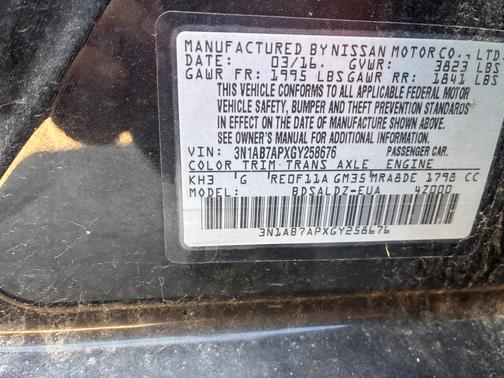 MANUFACTURED BY NISSAN MOTOR CO., LTD.
DATE: 03/16. GVWR: 3823 LBS
GAWR FR: 1995 LBS GAWR RR: 1841 LBS
THIS VEHICLE CONFORMS TO ALL APPLICABLE FEDERAL MOTOR
VEHICLE SAFETY, BUMPER AND THEFT PREVENTION STANDARDS
IN EFFECT ON THE DATE OF MANUFACTURE SHOWN ABOVE.
SEE OWNER'S MANUAL FOR ADDITIONAL INFORMATION.
VIN: 3N1AB7APXGY258676 PASSENGER CAR.
COLOR TRIM TRANS AXLE ENGINE
KH3 'G 'RE0F11A GM35 MRA8DE 1798 CC
MODEL: BDSALDZ-EUA 4Z000
3N1AB7APXGY258676